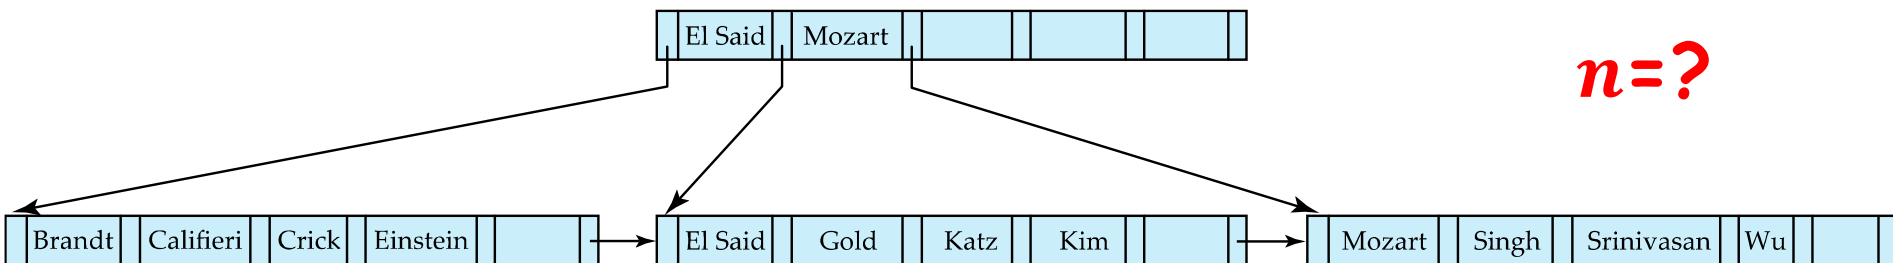 El Said Mozart
n=?
Brandt Califieri Crick Einstein El Said Gold Katz Kim Mozart Singh Srinivasan Wu